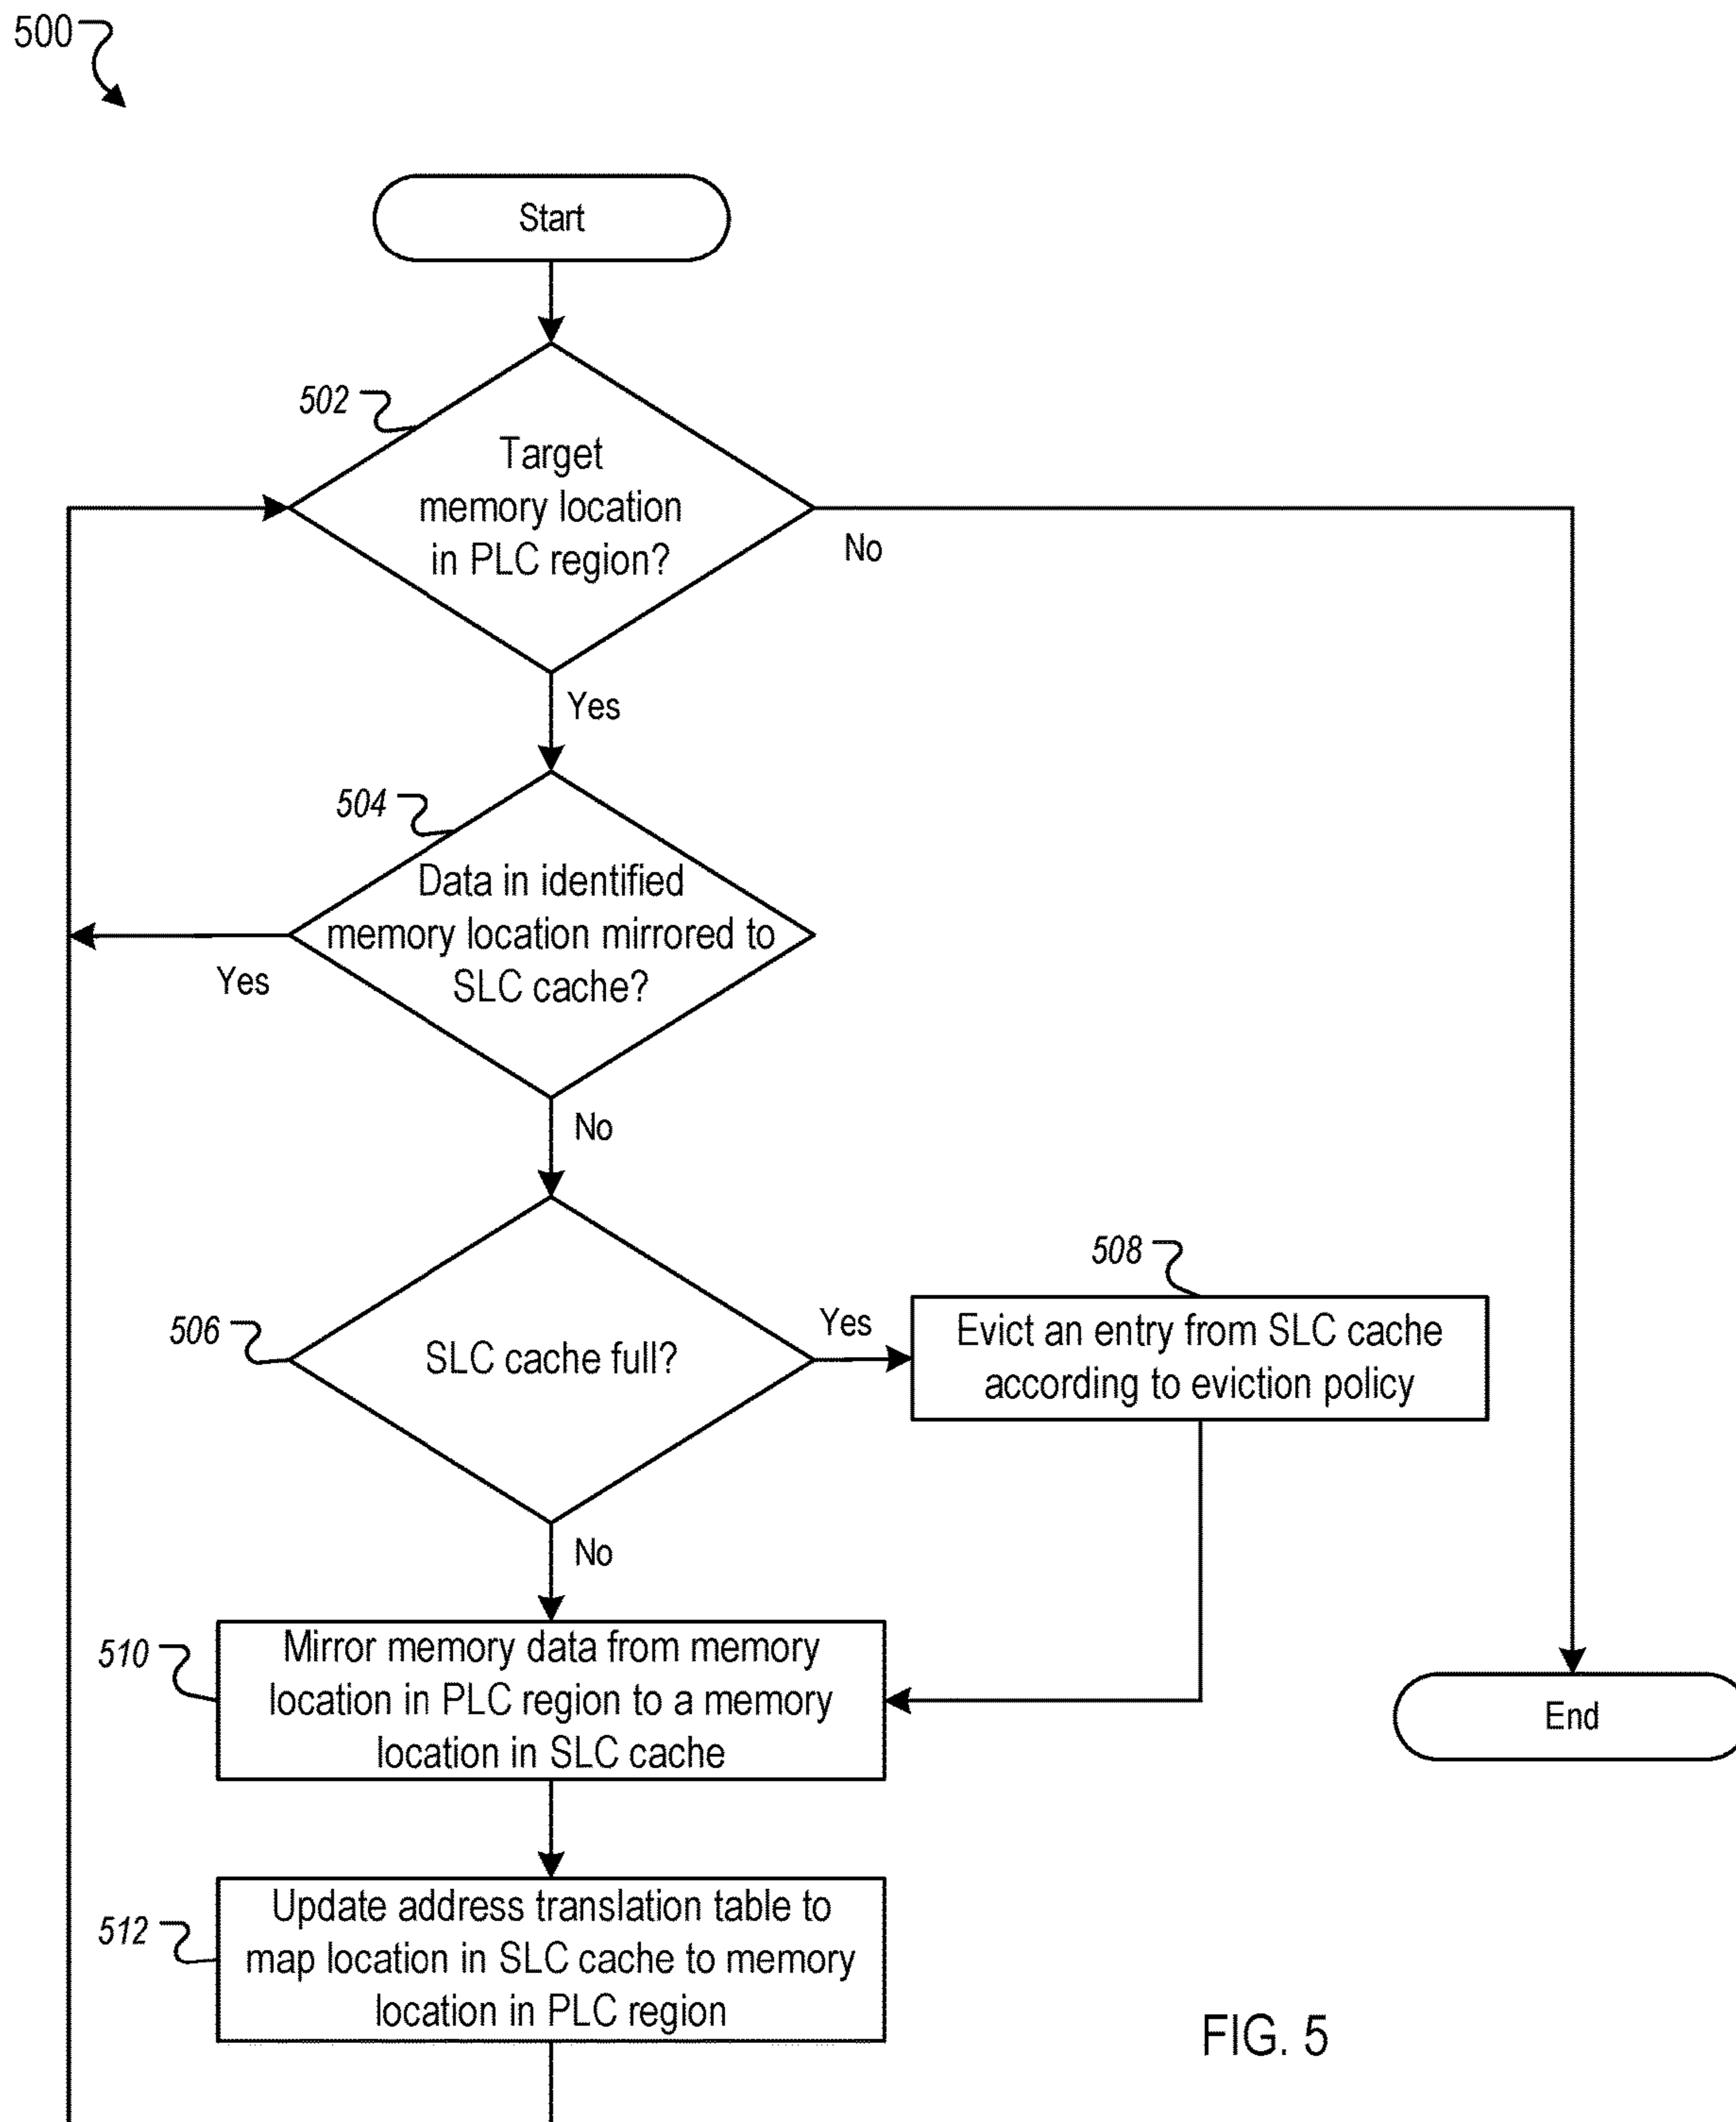 500
Start
502
Target
memory location
in PLC region?
No
Yes
504
Data in identified
memory location mirrored to
SLC cache?
Yes
No
508
506
SLC cache full?
Yes
Evict an entry from SLC cache
according to eviction policy
No
510
Mirror memory data from memory
location in PLC region to a memory
location in SLC cache
End
512
Update address translation table to
map location in SLC cache to memory
location in PLC region
FIG. 5